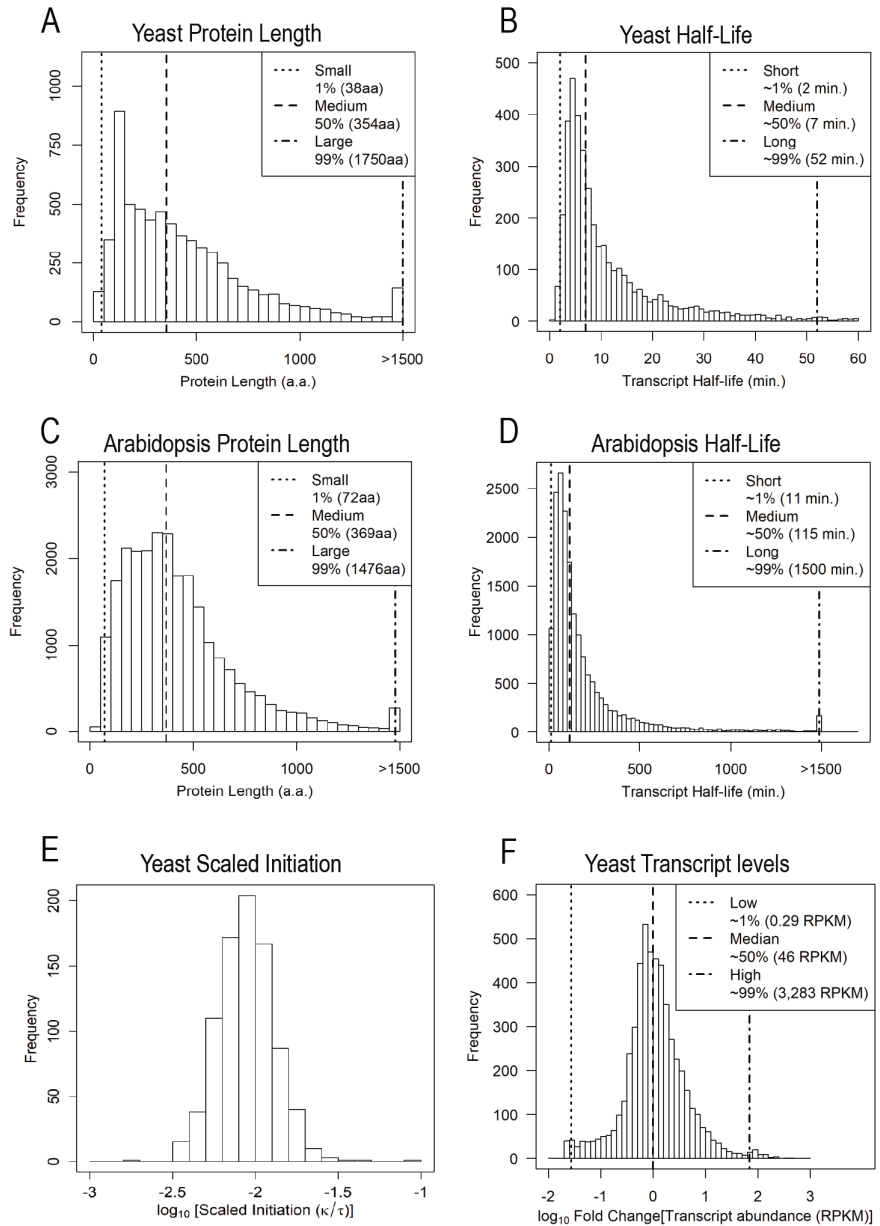 A
Yeast Protein Length
Frequency
0
250
500
750
1000
Small
1% (38aa)
Medium
50% (354aa)
Large
99% (1750aa)
0
500
1000
>1500
Protein Length (a.a.)
B
Yeast Half-Life
Frequency
0
100
200
300
400
500
Short
~1% (2 min.)
Medium
~50% (7 min.)
Long
~99% (52 min.)
0
10
20
30
40
50
60
Transcript Half-life (min.)
C
Arabidopsis Protein Length
Frequency
0
1000
2000
3000
Small
1% (72aa)
Medium
50% (369aa)
Large
99% (1476aa)
0
500
1000
>1500
Protein Length (a.a.)
D
Arabidopsis Half-Life
Frequency
0
500
1000
1500
2000
2500
Short
~1% (11 min.)
Medium
~50% (115 min.)
Long
~99% (1500 min.)
0
500
1000
>1500
Transcript Half-life (min.)
E
Yeast Scaled Initiation
Frequency
0
50
100
150
200
-3
-2.5
-2
-1.5
-1
log₁₀ [Scaled Initiation (κ/τ)]
F
Yeast Transcript levels
Frequency
0
100
200
300
400
500
600
Low
~1% (0.29 RPKM)
Median
~50% (46 RPKM)
High
~99% (3,283 RPKM)
-2
-1
0
1
2
3
log₁₀ Fold Change[Transcript abundance (RPKM)]